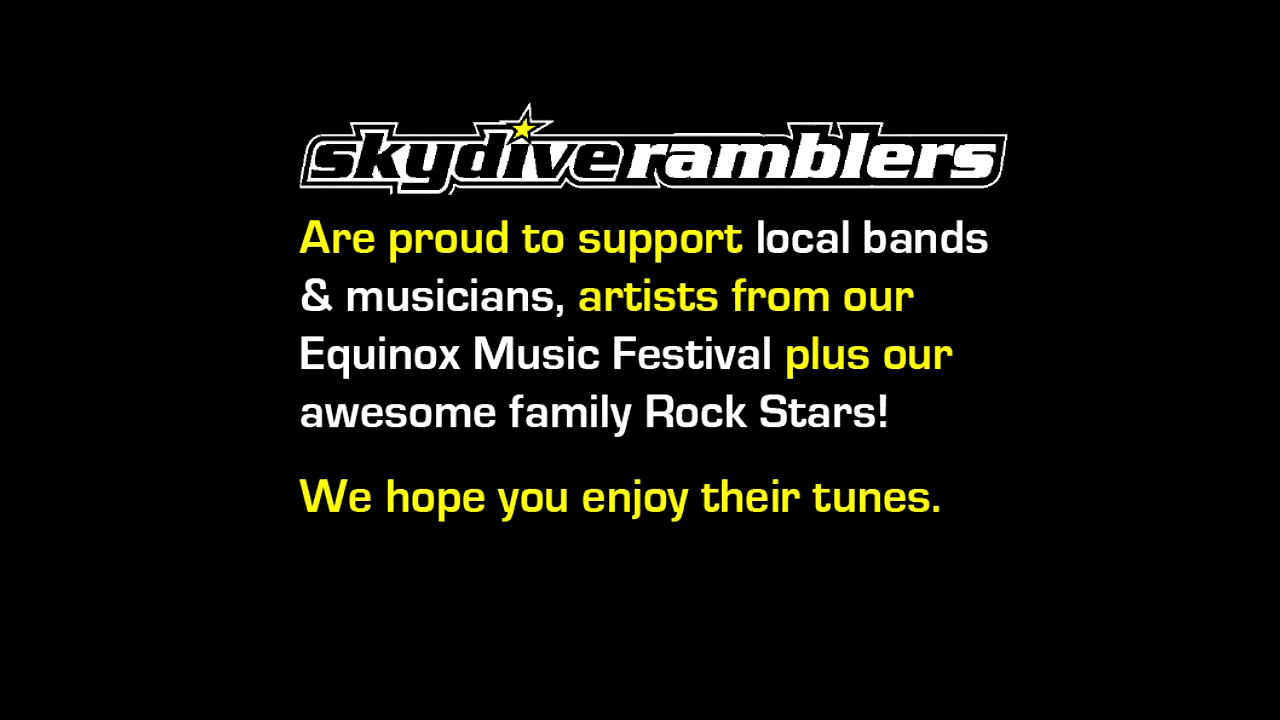 skydiveramblers
Are proud to support local bands
& musicians, artists from our
Equinox Music Festival plus our
awesome family Rock Stars!
We hope you enjoy their tunes.